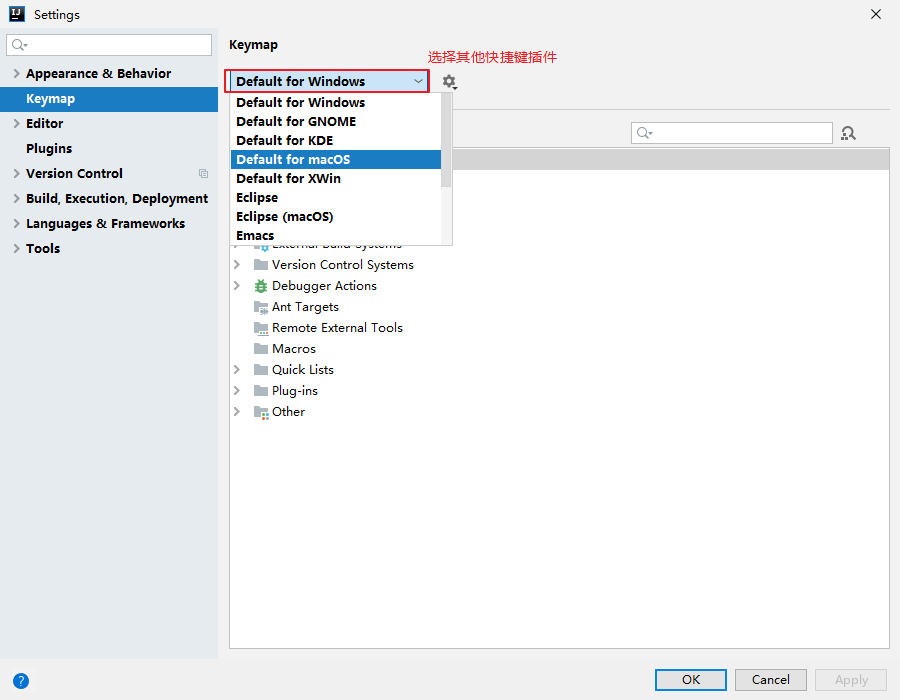 Settings
Appearance & Behavior
Keymap
Editor
Plugins
Version Control
Build, Execution, Deployment
Languages & Frameworks
Tools
Keymap
选择其他快捷键插件
Default for Windows
Default for Windows
Default for GNOME
Default for KDE
Default for macOS
Default for XWin
Eclipse
Eclipse (macOS)
Emacs
External Build Systems
Version Control Systems
Debugger Actions
Ant Targets
Remote External Tools
Macros
Quick Lists
Plug-ins
Other
?
OK
Cancel
Apply